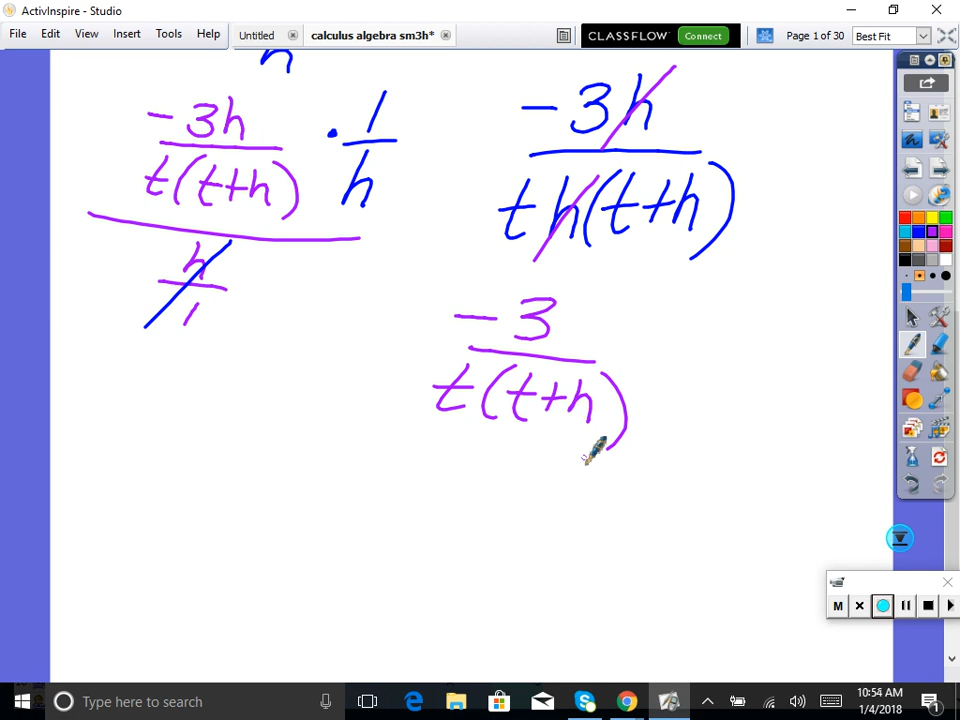 ActivInspire - Studio
File Edit View Insert Tools Help Untitled calculus algebra sm3h* CLASSFLOW Connect Page 1 of 30 Best Fit
h
-3h
t(t+h)
· 1
h
h
1
-3h
th(t+h)
-3
t(t+h)
M
Type here to search
10:54 AM
1/4/2018
1